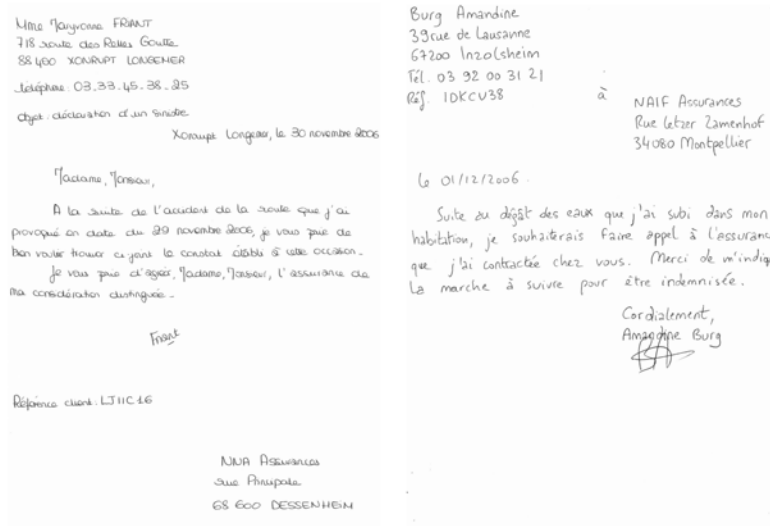 Mme Maryvonne FRIANT
718 route des Relles Goutte
88400 XONRUPT LONGEMER
téléphone. 03.33.45.38.25
Objet: déclaration d'un sinistre
Xonrupt Longemer, le 30 novembre 2006
Madame, Monsieur,
A la suite de l'accident de la route que j'ai
provoqué en date du 29 novembre 2006, je vous prie de
bien vouloir trouver ci-joint le constat établi à cette occasion.
Je vous prie d'agréer, Madame, Monsieur, l'assurance de
ma considération distinguée.
Friant
Référence client: LJIIC16
NNA Assurances
rue Principale
68 600 DESSENHEIM
Burg Amandine
39 rue de Lausanne
67200 Inzolsheim
Tél. 03 92 00 31 21
Réf. IDKCU38
à
NAIF Assurances
Rue Letzer Zamenhof
34080 Montpellier
le 01/12/2006.
Suite au dégât des eaux que j'ai subi dans mon
habitation, je souhaiterais faire appel à l'assuranc
que j'ai contractée chez vous. Merci de m'indiq
la marche à suivre pour être indemnisée.
Cordialement,
Amandine Burg